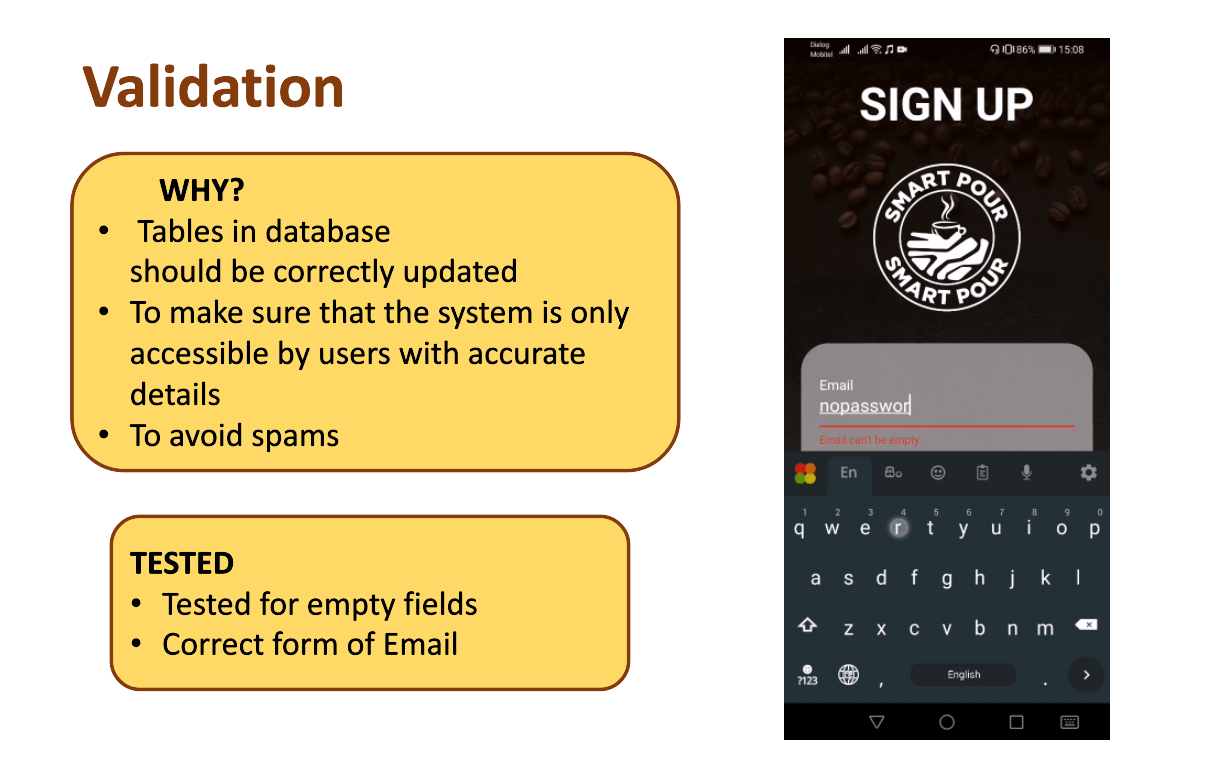 Validation
WHY?
• Tables in database
should be correctly updated
• To make sure that the system is only
accessible by users with accurate
details
• To avoid spams
TESTED
• Tested for empty fields
• Correct form of Email
Dialog
Mobitel
86% 15:08
SIGN UP
SMART POUR
SMART POUR
Email
nopasswor
Email can't be empty
En
1 2 3 4 5 6 7 8 9 0
q w e r t y u i o p
a s d f g h j k l
z x c v b n m
?123 , English .